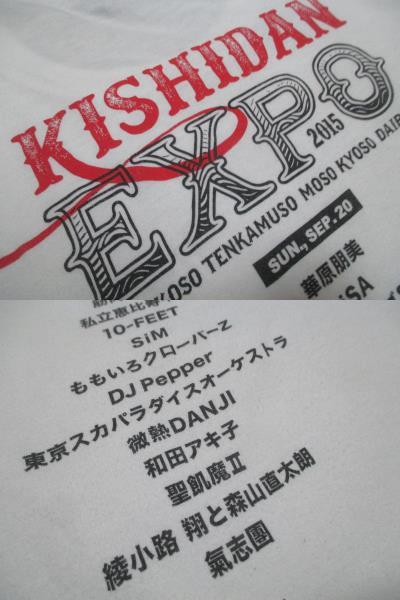 KISHIDAN
EXPO
2015
OSO TENKAMUSO MOSO KYOSO DAIB
SUN., SEP. 20
華原朋美
ISA
私立恵比寿
10-FEET
SiM
ももいろクローバーZ
DJ Pepper
東京スカパラダイスオーケストラ
微熱DANJI
和田アキ子
聖飢魔Ⅱ
綾小路 翔と森山直太朗
氣志團